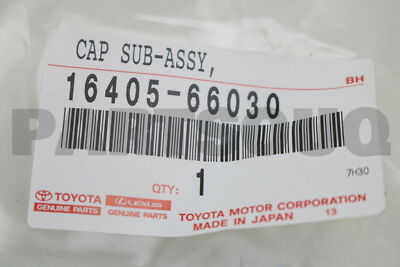 CAP SUB-ASSY,
BH
16405-66030
PARTSOUQ
7H30
TOYOTA
GENUINE PARTS
LEXUS
GENUINE PARTS
QTY:
1
TOYOTA MOTOR CORPORATION
MADE IN JAPAN 13